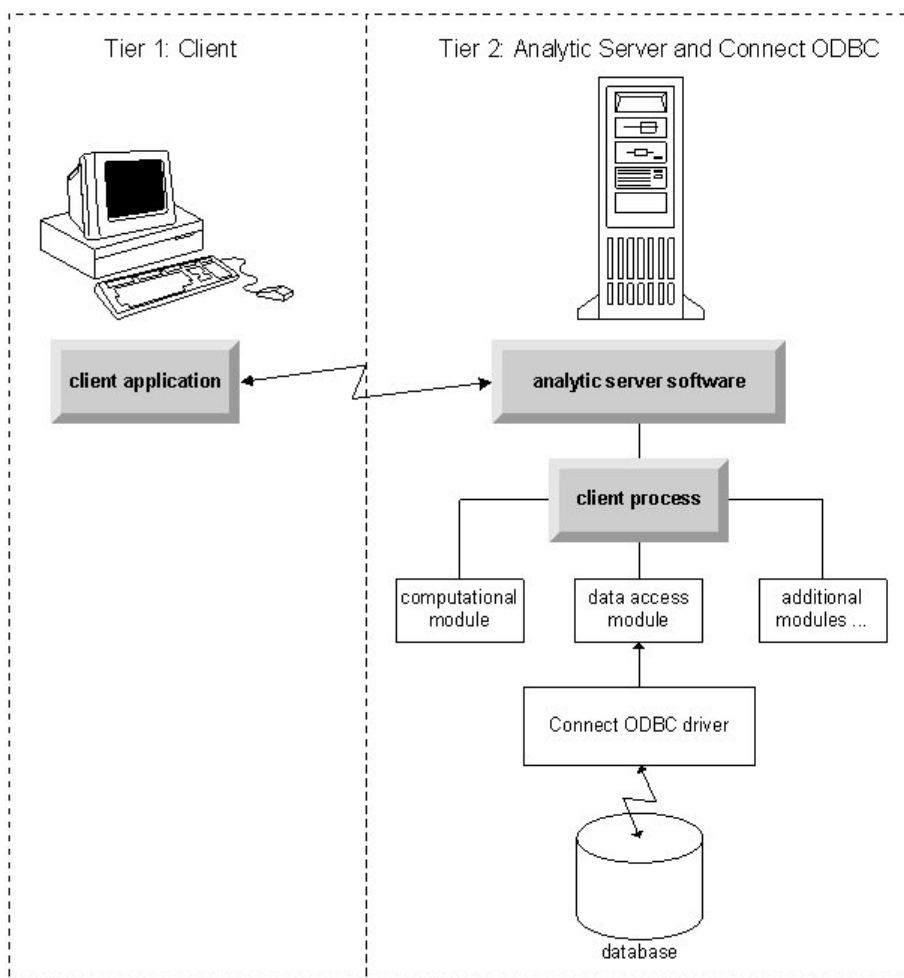 Tier 1: Client
Tier 2: Analytic Server and Connect ODBC
client application
analytic server software
client process
computational
module
data access
module
additional
modules ...
Connect ODBC driver
database